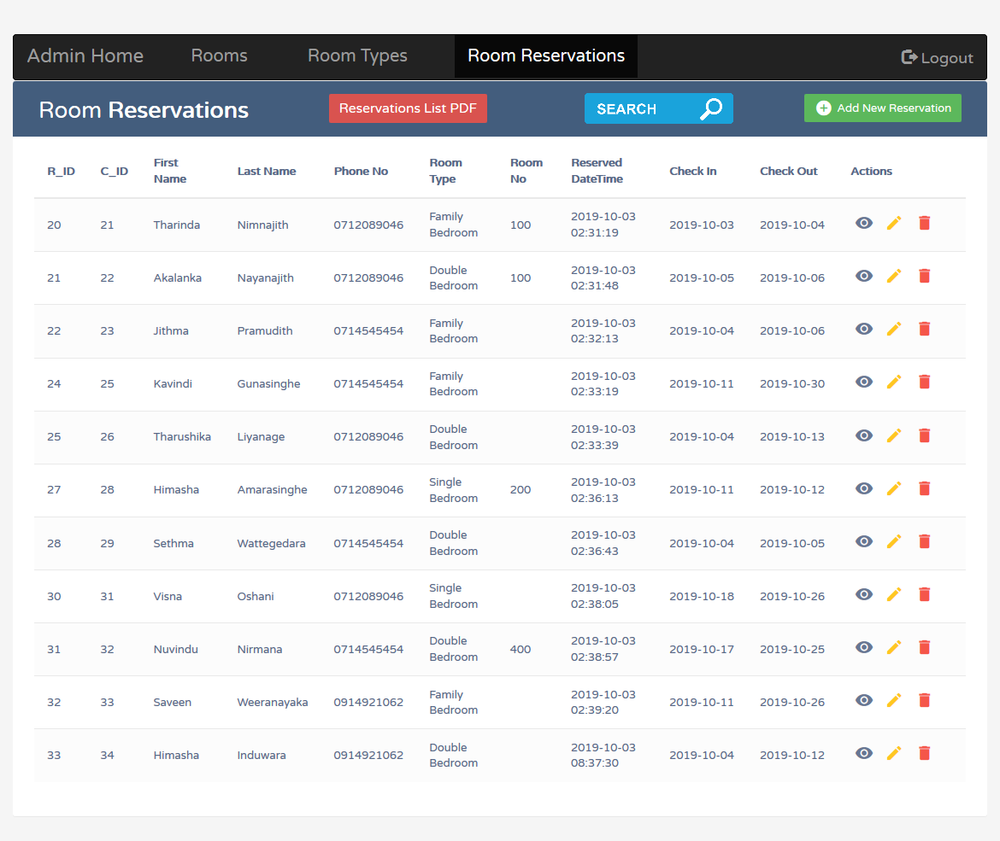 Admin Home Rooms Room Types Room Reservations Logout
Room Reservations Reservations List PDF SEARCH Add New Reservation
R_ID C_ID First Name Last Name Phone No Room Type Room No Reserved DateTime Check In Check Out Actions
20 21 Tharinda Nimnajith 0712089046 Family Bedroom 100 2019-10-03 02:31:19 2019-10-03 2019-10-04
21 22 Akalanka Nayanajith 0712089046 Double Bedroom 100 2019-10-03 02:31:48 2019-10-05 2019-10-06
22 23 Jithma Pramudith 0714545454 Family Bedroom 2019-10-03 02:32:13 2019-10-04 2019-10-06
24 25 Kavindi Gunasinghe 0714545454 Family Bedroom 2019-10-03 02:33:19 2019-10-11 2019-10-30
25 26 Tharushika Liyanage 0712089046 Double Bedroom 2019-10-03 02:33:39 2019-10-04 2019-10-13
27 28 Himasha Amarasinghe 0712089046 Single Bedroom 200 2019-10-03 02:36:13 2019-10-11 2019-10-12
28 29 Sethma Wattegedara 0714545454 Double Bedroom 2019-10-03 02:36:43 2019-10-04 2019-10-05
30 31 Visna Oshani 0712089046 Single Bedroom 2019-10-03 02:38:05 2019-10-18 2019-10-26
31 32 Nuvindu Nirmana 0714545454 Double Bedroom 400 2019-10-03 02:38:57 2019-10-17 2019-10-25
32 33 Saveen Weeranayaka 0914921062 Family Bedroom 2019-10-03 02:39:20 2019-10-11 2019-10-26
33 34 Himasha Induwara 0914921062 Double Bedroom 2019-10-03 08:37:30 2019-10-04 2019-10-12